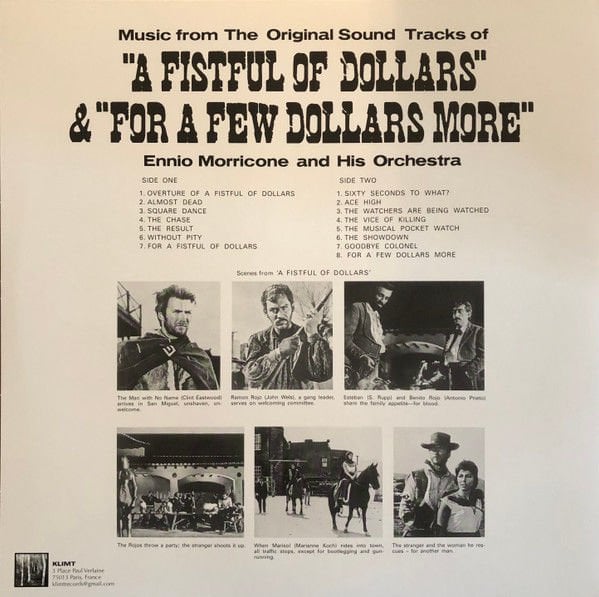 Music from The Original Sound Tracks of
"A FISTFUL OF DOLLARS"
& "FOR A FEW DOLLARS MORE"
Ennio Morricone and His Orchestra
SIDE ONE
1. OVERTURE OF A FISTFUL OF DOLLARS
2. ALMOST DEAD
3. SQUARE DANCE
4. THE CHASE
5. THE RESULT
6. WITHOUT PITY
7. FOR A FISTFUL OF DOLLARS
SIDE TWO
1. SIXTY SECONDS TO WHAT?
2. ACE HIGH
3. THE WATCHERS ARE BEING WATCHED
4. THE VICE OF KILLING
5. THE MUSICAL POCKET WATCH
6. THE SHOWDOWN
7. GOODBYE COLONEL
8. FOR A FEW DOLLARS MORE
Scenes from 'A FISTFUL OF DOLLARS'
The Man with No Name (Clint Eastwood)
arrives in San Miguel, unshaven, un-
welcome.
Ramon Rojo (John Wels), a gang leader,
serves on welcoming committee.
Esteban (S. Rupp) and Benito Rojo (Antonio Prieto)
share the family appetite—for blood.
The Rojos throw a party; the stranger shoots it up.
When Marisol (Marianne Koch) rides into town,
all traffic stops, except for bootlegging and gun-
running.
The stranger and the woman he res-
cues – for another man.
KLIMT
3 Place Paul Verlaine
75013 Paris, France
klimtrecords@gmail.com